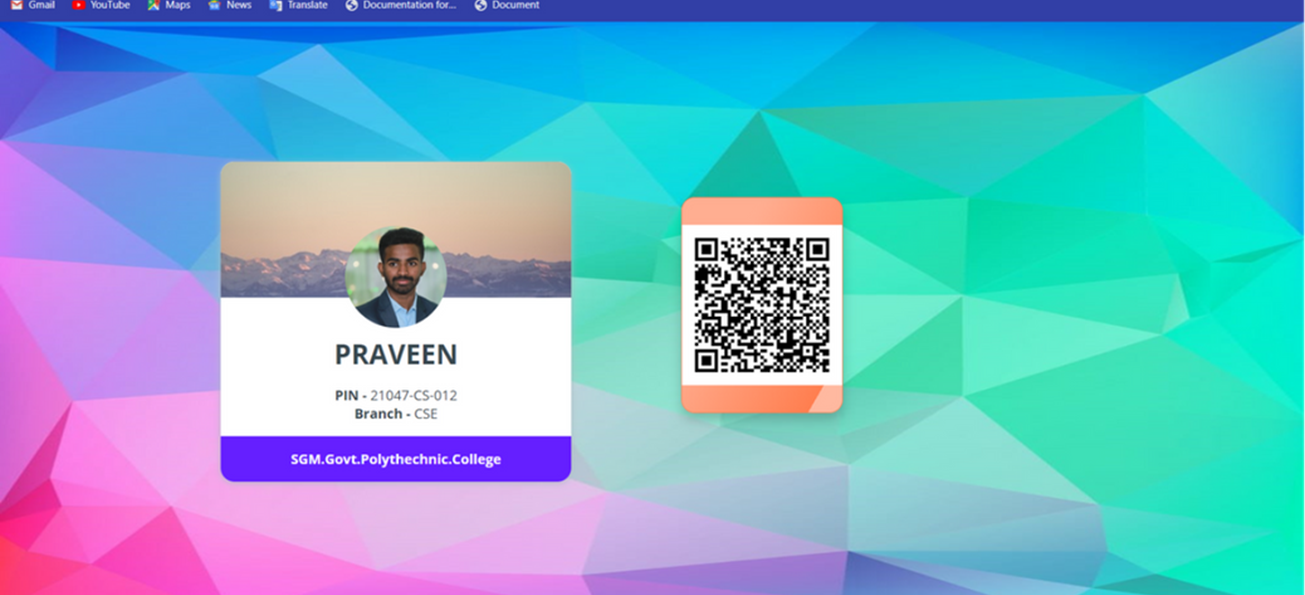 Gmail YouTube Maps News Translate Documentation for... Document
PRAVEEN
PIN - 21047-CS-012
Branch - CSE
SGM.Govt.Polythechnic.College